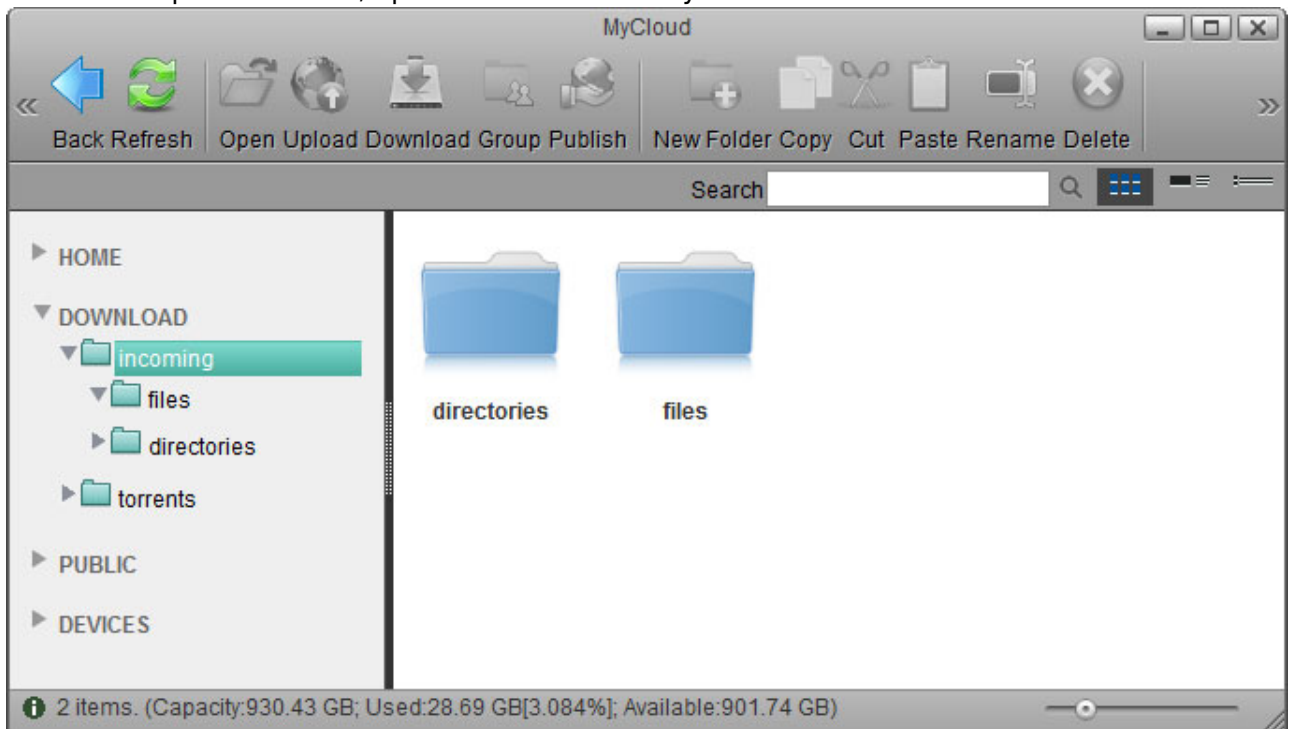 MyCloud
Back Refresh Open Upload Download Group Publish New Folder Copy Cut Paste Rename Delete
Search
HOME
DOWNLOAD
incoming
files
directories
torrents
PUBLIC
DEVICES
directories files
2 items. (Capacity:930.43 GB; Used:28.69 GB[3.084%]; Available:901.74 GB)